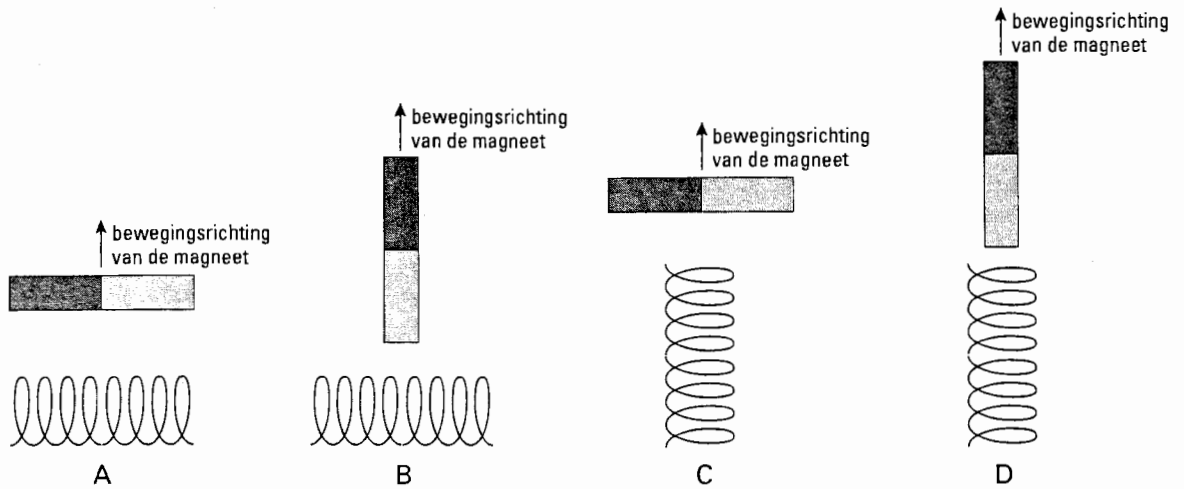 bewegingsrichting
van de magneet
A
bewegingsrichting
van de magneet
B
bewegingsrichting
van de magneet
C
bewegingsrichting
van de magneet
D